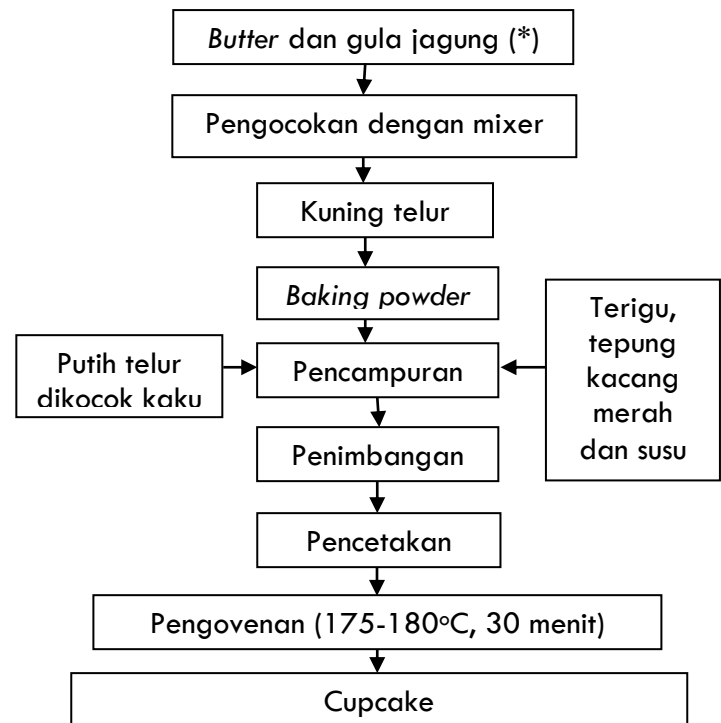 Butter dan gula jagung (*)
Pengocokan dengan mixer
Kuning telur
Baking powder
Putih telur
dikocok kaku
Pencampuran
Terigu,
tepung
kacang
merah
dan susu
Penimbangan
Pencetakan
Pengovenan (175-180°C, 30 menit)
Cupcake